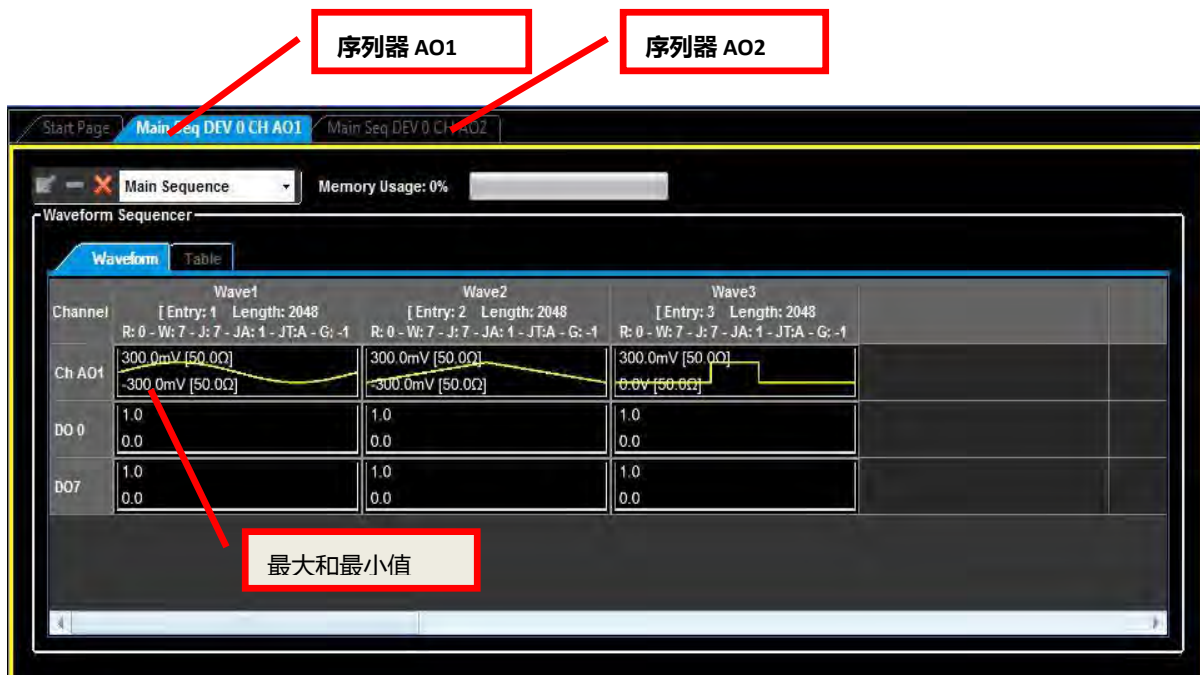 序列器 AO1
序列器 AO2
Start Page
Main Seq DEV 0 CH AO1
Main Seq DEV 0 CH AO2
Main Sequence
Memory Usage: 0%
Waveform Sequencer
Waveform
Table
Channel
Wave1
[ Entry: 1 Length: 2048
R: 0 - W: 7 - J: 7 - JA: 1 - JT:A - G: -1
Wave2
[ Entry: 2 Length: 2048
R: 0 - W: 7 - J: 7 - JA: 1 - JT:A - G: -1
Wave3
[ Entry: 3 Length: 2048
R: 0 - W: 7 - J: 7 - JA: 1 - JT:A - G: -1
Ch AO1
300.0mV [50.0Ω]
-300.0mV [50.0Ω]
300.0mV [50.0Ω]
-300.0mV [50.0Ω]
300.0mV [50.0Ω]
0.0V [50.0Ω]
DO 0
1.0
0.0
1.0
0.0
1.0
0.0
DO7
1.0
0.0
1.0
0.0
1.0
0.0
最大和最小值